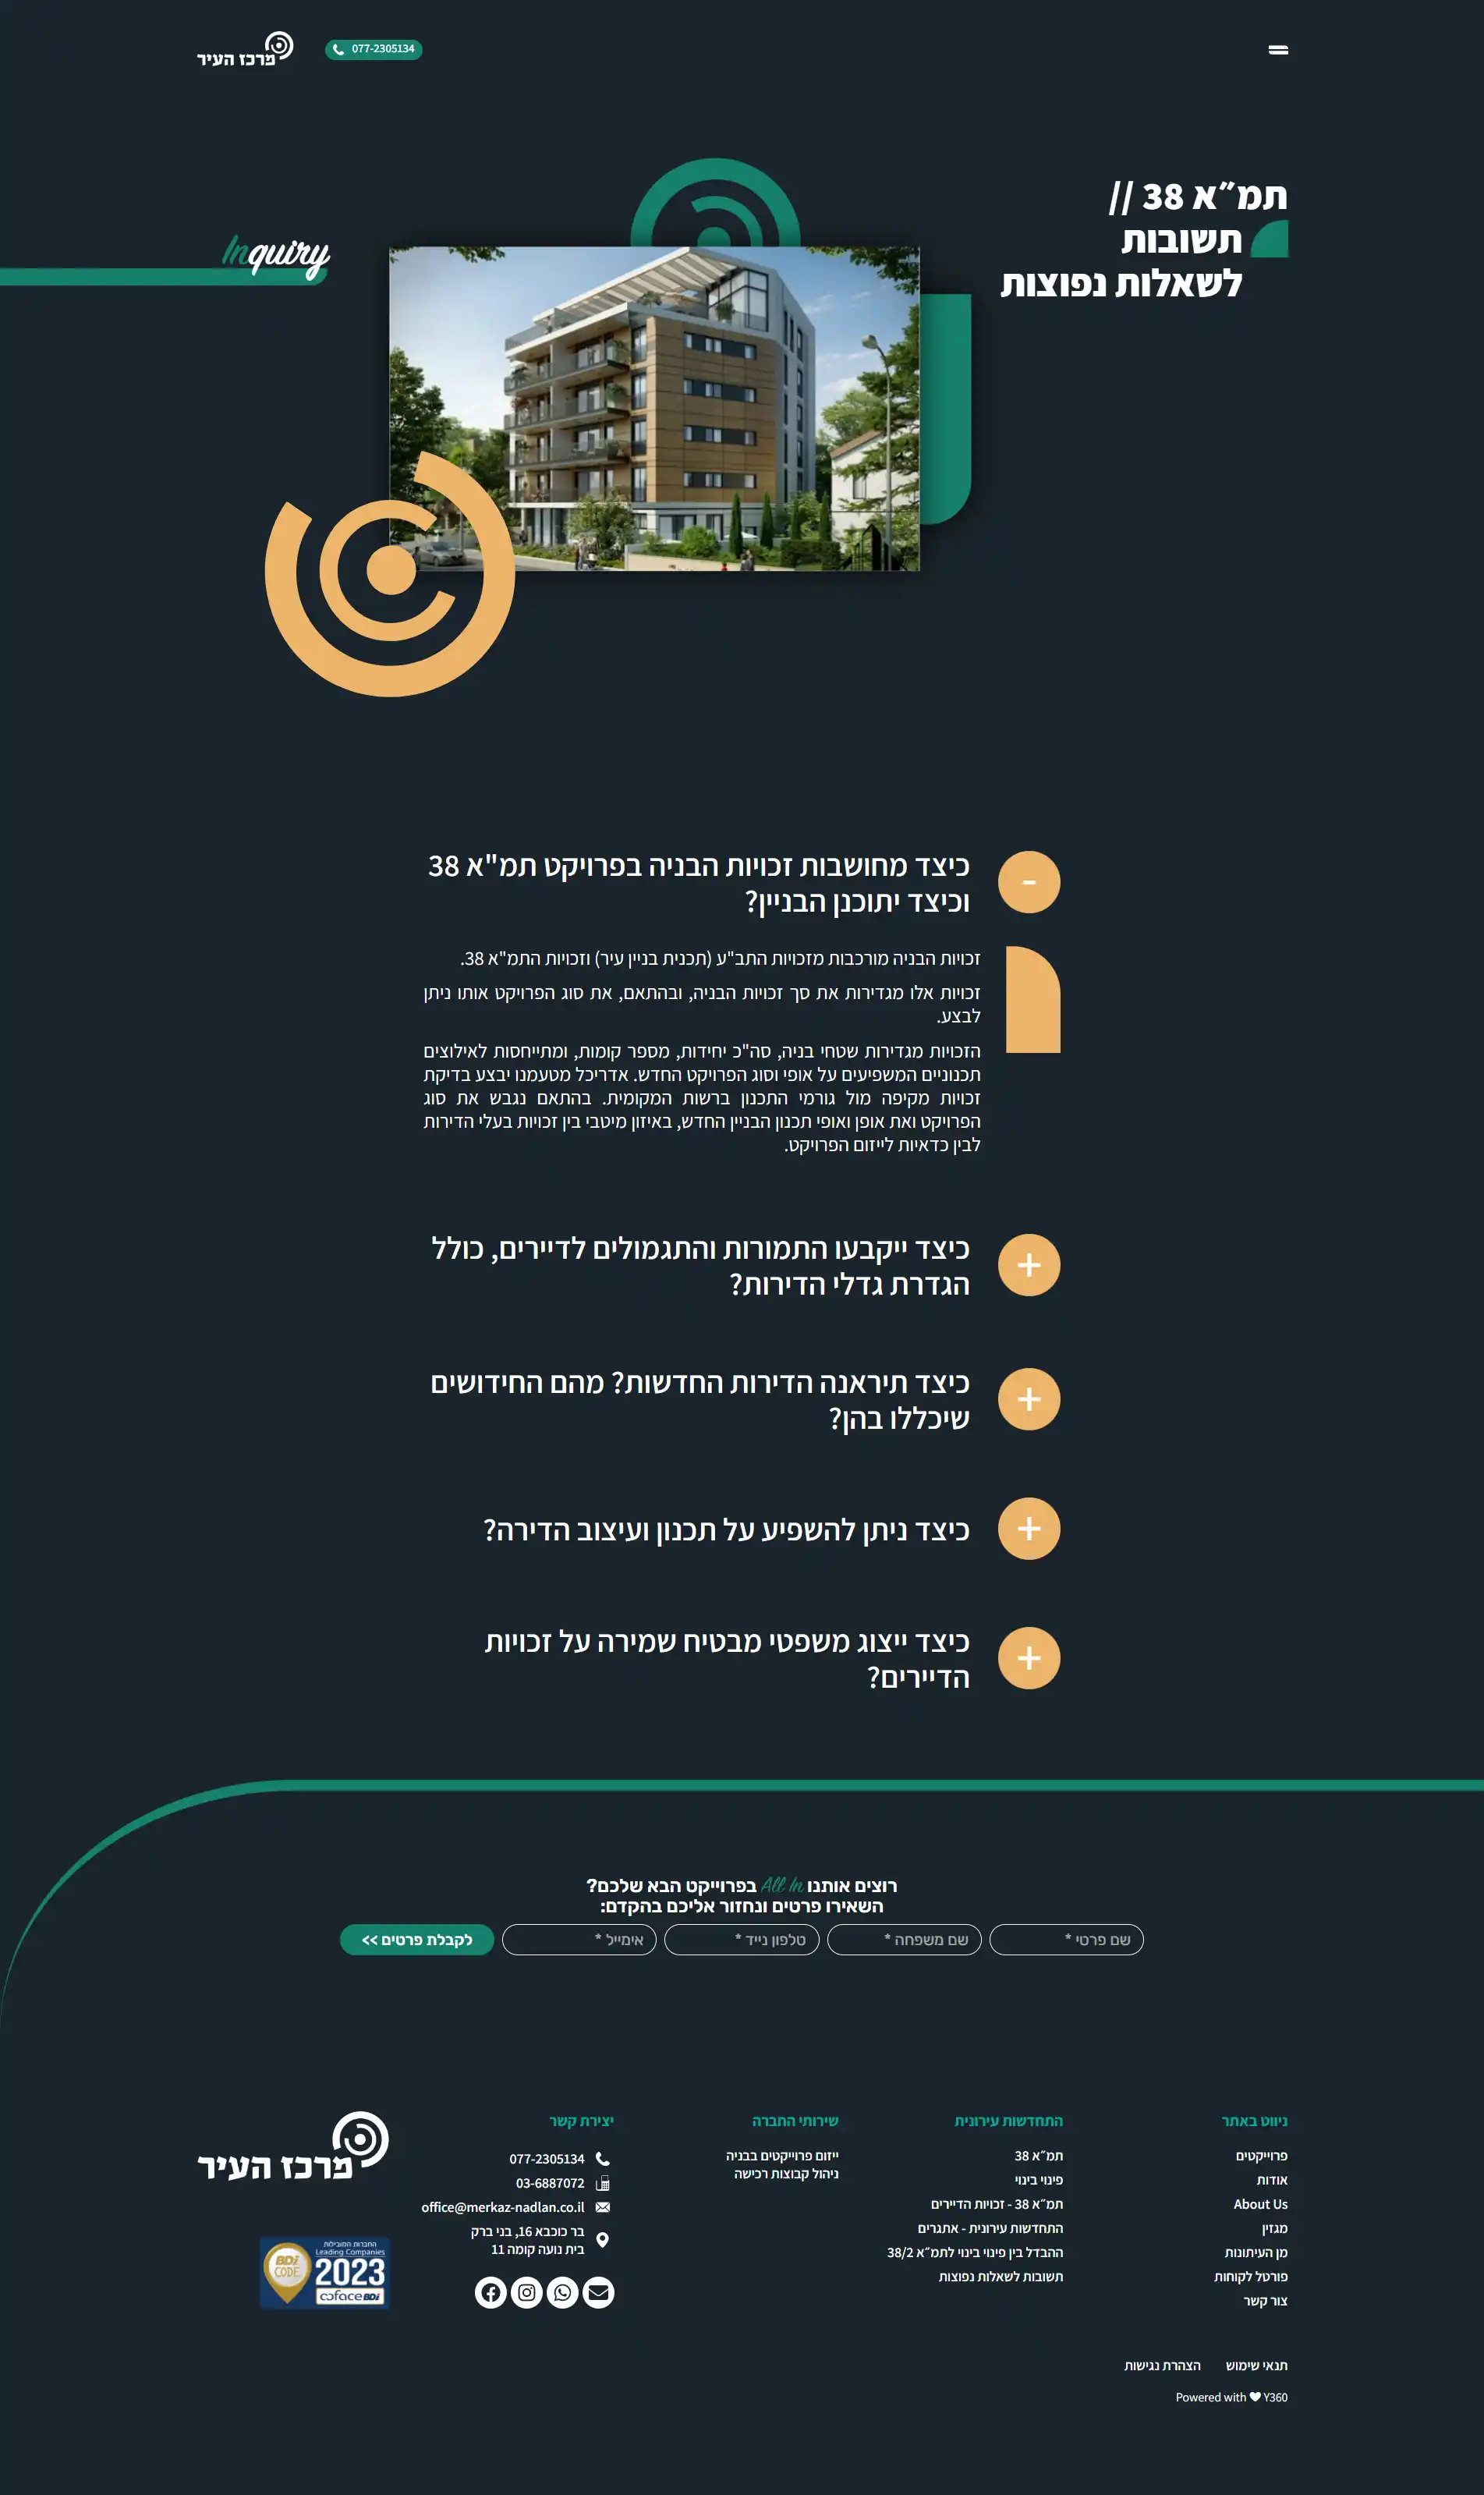 מרכז העיר
077-2305134
תמ״א 38 //
תשובות
לשאלות נפוצות
Inquiry
-
כיצד מחושבות זכויות הבניה בפרויקט תמ"א 38
וכיצד יתוכנן הבניין?
זכויות הבניה מורכבות מזכויות התב"ע (תכנית בניין עיר) וזכויות התמ"א 38.
זכויות אלו מגדירות את סך זכויות הבניה, ובהתאם, את סוג הפרויקט אותו ניתן
לבצע.
הזכויות מגדירות שטחי בניה, סה"כ יחידות, מספר קומות, ומתייחסות לאילוצים
תכנוניים המשפיעים על אופי וסוג הפרויקט החדש. אדריכל מטעמנו יבצע בדיקת
זכויות מקיפה מול גורמי התכנון ברשות המקומית. בהתאם נגבש את סוג
הפרויקט ואת אופן ואופי תכנון הבניין החדש, באיזון מיטבי בין זכויות בעלי הדירות
לבין כדאיות לייזום הפרויקט.
+
כיצד ייקבעו התמורות והתגמולים לדיירים, כולל
הגדרת גדלי הדירות?
+
כיצד תיראנה הדירות החדשות? מהם החידושים
שיכללו בהן?
+
כיצד ניתן להשפיע על תכנון ועיצוב הדירה?
+
כיצד ייצוג משפטי מבטיח שמירה על זכויות
הדיירים?
רוצים אותנו All In בפרוייקט הבא שלכם?
השאירו פרטים ונחזור אליכם בהקדם:
שם פרטי *
שם משפחה *
טלפון נייד *
אימייל *
לקבלת פרטים >>
ניווט באתר
פרוייקטים
אודות
About Us
מגזין
מן העיתונות
פורטל לקוחות
צור קשר
התחדשות עירונית
תמ״א 38
פינוי בינוי
תמ״א 38 - זכויות הדיירים
התחדשות עירונית - אתגרים
ההבדל בין פינוי בינוי לתמ״א 38/2
תשובות לשאלות נפוצות
שירותי החברה
ייזום פרוייקטים בבניה
ניהול קבוצות רכישה
יצירת קשר
077-2305134
03-6887072
office@merkaz-nadlan.co.il
בר כוכבא 16, בני ברק
בית נועה קומה 11
מרכז העיר
החברות המובילות
Leading Companies
BDi
CODE
2023
coface BDi
תנאי שימוש
הצהרת נגישות
Powered with Y360